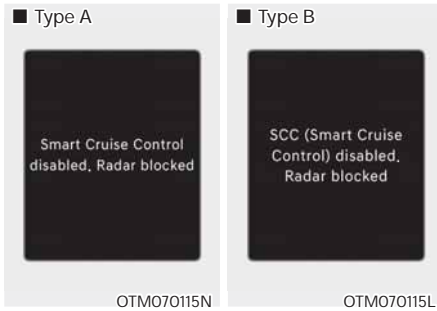 ■ Type A
Smart Cruise Control
disabled. Radar blocked
OTM070115N
■ Type B
SCC (Smart Cruise
Control) disabled.
Radar blocked
OTM070115L